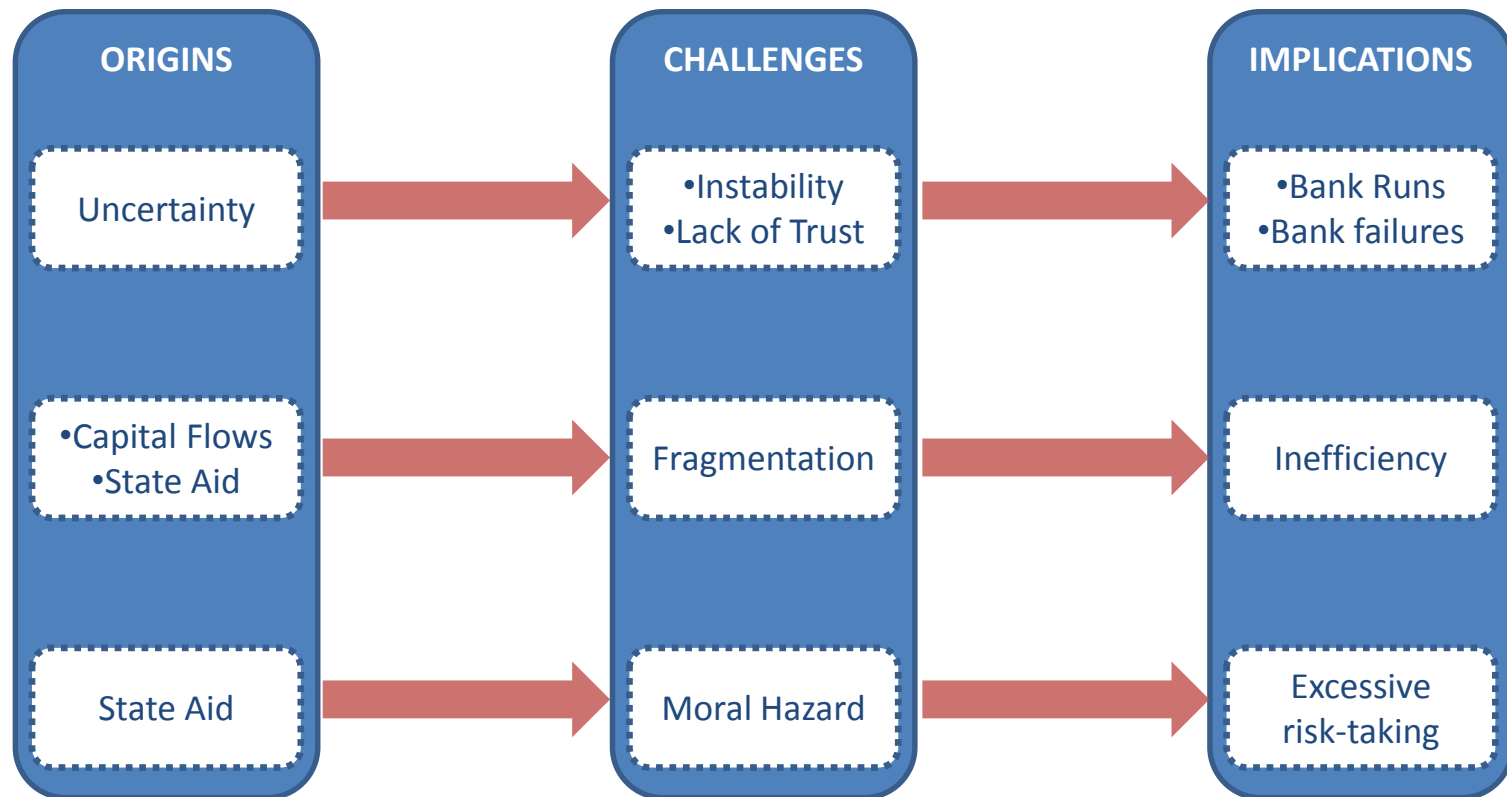 ORIGINS
CHALLENGES
IMPLICATIONS
Uncertainty
•Instability
•Lack of Trust
•Bank Runs
•Bank failures
•Capital Flows
•State Aid
Fragmentation
Inefficiency
State Aid
Moral Hazard
Excessive
risk-taking